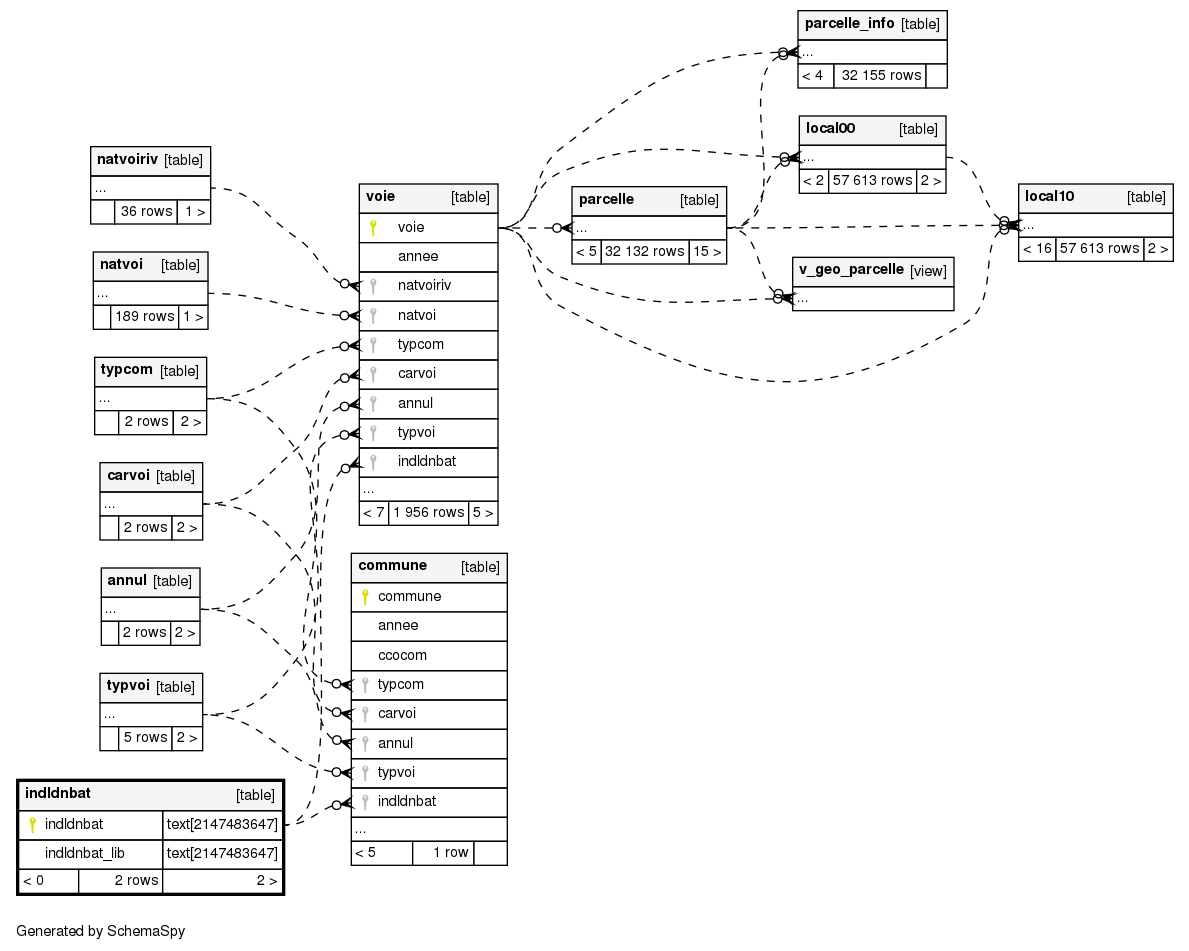 parcelle_info [table]
...
< 4 32 155 rows
local00 [table]
...
< 2 57 613 rows 2 >
natvoiriv [table]
...
36 rows 1 >
voie [table]
voie
annee
natvoiriv
natvoi
typcom
carvoi
annul
typvoi
indldnbat
...
< 7 1 956 rows 5 >
parcelle [table]
...
< 5 32 132 rows 15 >
local10 [table]
...
< 16 57 613 rows 2 >
natvoi [table]
...
189 rows 1 >
v_geo_parcelle [view]
...
typcom [table]
...
2 rows 2 >
carvoi [table]
...
2 rows 2 >
annul [table]
...
2 rows 2 >
commune [table]
commune
annee
ccocom
typcom
carvoi
annul
typvoi
indldnbat
...
< 5 1 row
typvoi [table]
...
5 rows 2 >
indldnbat [table]
indldnbat text[2147483647]
indldnbat_lib text[2147483647]
< 0 2 rows 2 >
Generated by SchemaSpy